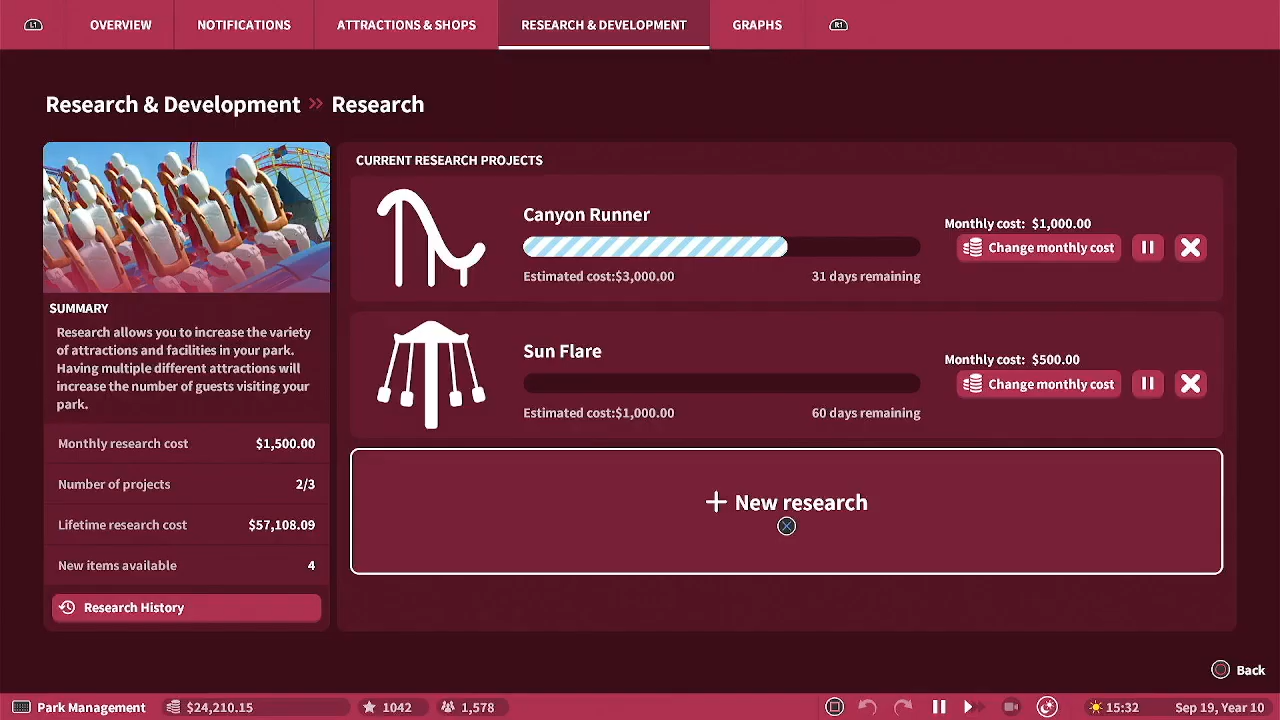 L1
OVERVIEW
NOTIFICATIONS
ATTRACTIONS & SHOPS
RESEARCH & DEVELOPMENT
GRAPHS
R1
Research & Development » Research
SUMMARY
Research allows you to increase the variety
of attractions and facilities in your park.
Having multiple different attractions will
increase the number of guests visiting your
park.
Monthly research cost $1,500.00
Number of projects 2/3
Lifetime research cost $57,108.09
New items available 4
Research History
CURRENT RESEARCH PROJECTS
Canyon Runner
Estimated cost:$3,000.00 31 days remaining
Monthly cost: $1,000.00
Change monthly cost
Sun Flare
Estimated cost:$1,000.00 60 days remaining
Monthly cost: $500.00
Change monthly cost
+ New research
Back
Park Management $24,210.15 1042 1,578 15:32 Sep 19, Year 10